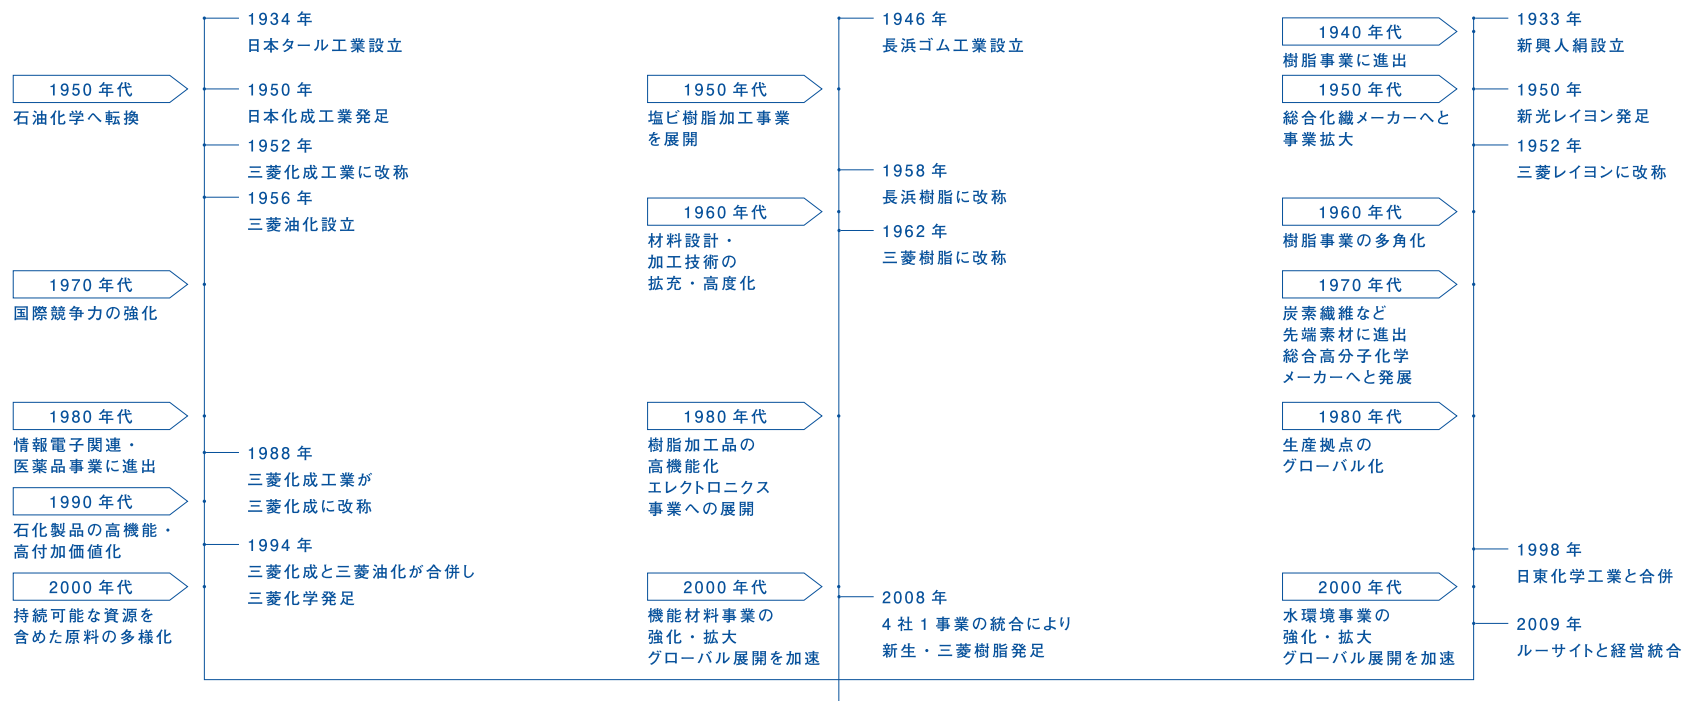 1934 年
日本タール工業設立
1950 年代
石油化学へ転換
1950 年
日本化成工業発足
1952 年
三菱化成工業に改称
1956 年
三菱油化設立
1970 年代
国際競争力の強化
1980 年代
情報電子関連・
医薬品事業に進出
1988 年
三菱化成工業が
三菱化成に改称
1990 年代
石化製品の高機能・
高付加価値化
1994 年
三菱化成と三菱油化が合併し
三菱化学発足
2000 年代
持続可能な資源を
含めた原料の多様化
1946 年
長浜ゴム工業設立
1950 年代
塩ビ樹脂加工事業
を展開
1958 年
長浜樹脂に改称
1960 年代
材料設計・
加工技術の
拡充・高度化
1962 年
三菱樹脂に改称
1980 年代
樹脂加工品の
高機能化
エレクトロニクス
事業への展開
2000 年代
機能材料事業の
強化・拡大
グローバル展開を加速
2008 年
4 社 1 事業の統合により
新生・三菱樹脂発足
1933 年
新興人絹設立
1940 年代
樹脂事業に進出
1950 年代
総合化繊メーカーへと
事業拡大
1950 年
新光レイヨン発足
1952 年
三菱レイヨンに改称
1960 年代
樹脂事業の多角化
1970 年代
炭素繊維など
先端素材に進出
総合高分子化学
メーカーへと発展
1980 年代
生産拠点の
グローバル化
1998 年
日東化学工業と合併
2000 年代
水環境事業の
強化・拡大
グローバル展開を加速
2009 年
ルーサイトと経営統合